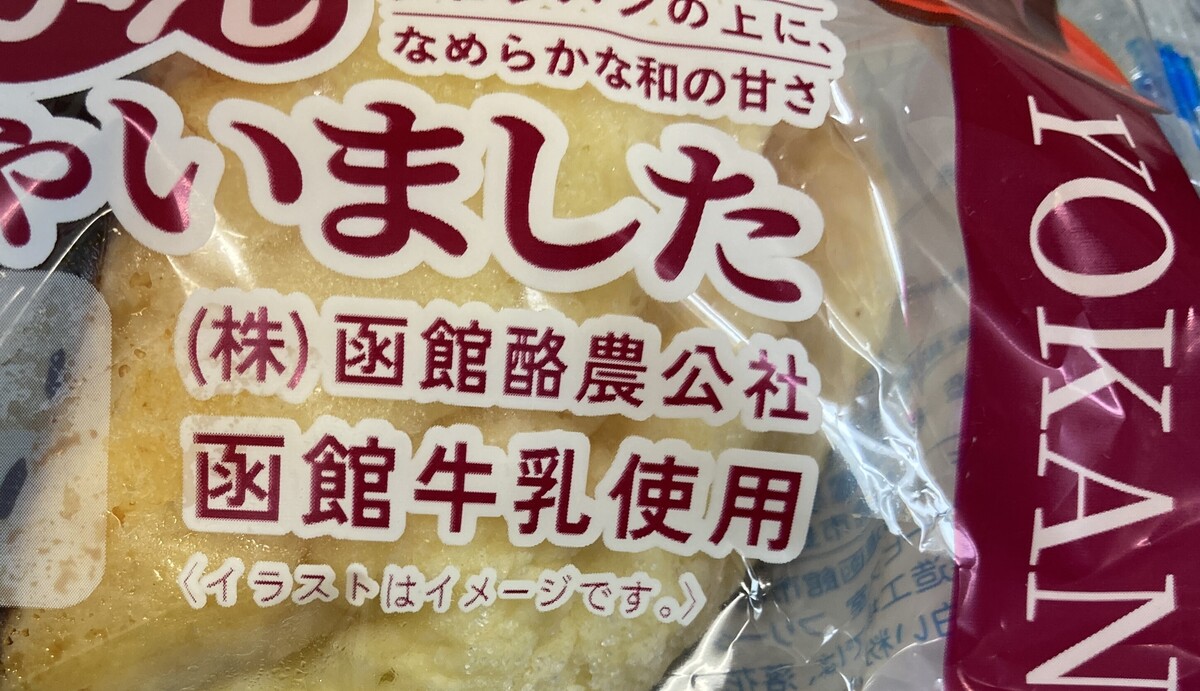 の上に、
なめらかな和の甘さ
ゃいました
(株)函館酪農公社
函館牛乳使用
〈イラストはイメージです。〉
YOKAN